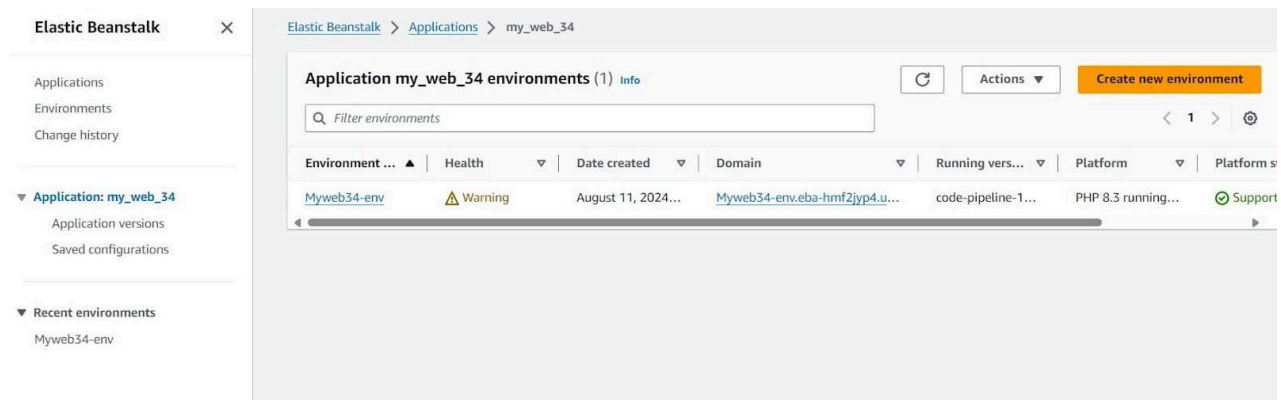 Elastic Beanstalk
Applications
Environments
Change history
Application: my_web_34
Application versions
Saved configurations
Recent environments
Myweb34-env
Elastic Beanstalk > Applications > my_web_34
Application my_web_34 environments (1) Info
Actions
Create new environment
Filter environments
1
Environment ... Health Date created Domain Running vers... Platform Platform s
Myweb34-env Warning August 11, 2024... Myweb34-env.eba-hmf2jyp4.u... code-pipeline-1... PHP 8.3 running... Support